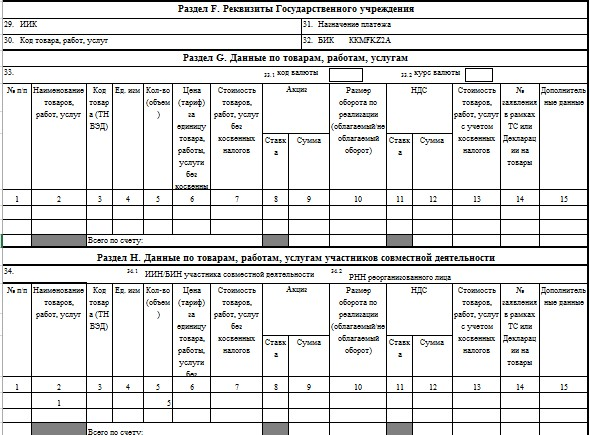 Раздел F. Реквизиты Государственного учреждения
29. ИИК
31. Назначение платежа
30. Код товара, работ, услуг
32. БИК KKMFKZ2A
Раздел G. Данные по товарам, работам, услугам
33.
33.1 код валюты
33.2 курс валюты
№ п/п
Наименование товаров, работ, услуг
Код товара (ТН ВЭД)
Ед. изм
Кол-во (объем)
Цена (тариф) за единицу товара, работы, услуги без косвенны
Стоимость товаров, работ, услуг без косвенных налогов
Акциз
Ставка
Сумма
Размер оборота по реализации (облагаемый/необлагаемый оборот)
НДС
Ставка
Сумма
Стоимость товаров, работ, услуг с учетом косвенных налогов
№ заявления в рамках ТС или Декларации на товары
Дополнительные данные
1 2 3 4 5 6 7 8 9 10 11 12 13 14 15
Всего по счету:
Раздел H. Данные по товарам, работам, услугам участников совместной деятельности
34.
34.1 ИИН/БИН участника совместной деятельности
34.2 РНН реорганизованного лица
№ п/п
Наименование товаров, работ, услуг
Код товара (ТН ВЭД)
Ед. изм
Кол-во (объем)
Цена (тариф) за единицу товара, работы, услуги без
Стоимость товаров, работ, услуг без косвенных налогов
Акциз
Ставка
Сумма
Размер оборота по реализации (облагаемый/необлагаемый оборот)
НДС
Ставка
Сумма
Стоимость товаров, работ, услуг с учетом косвенных налогов
№ заявления в рамках ТС или Декларации на товары
Дополнительные данные
1 2 3 4 5 6 7 8 9 10 11 12 13 14 15
1 5
Всего по счету: